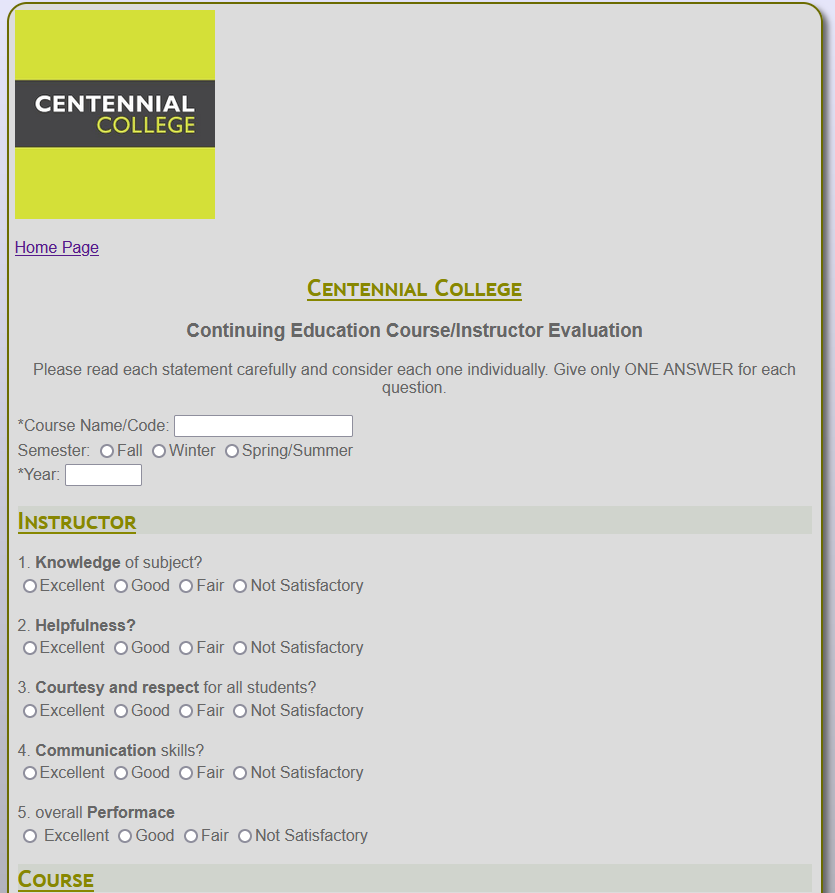 CENTENNIAL
COLLEGE
Home Page
Centennial College
Continuing Education Course/Instructor Evaluation
Please read each statement carefully and consider each one individually. Give only ONE ANSWER for each
question.
*Course Name/Code:
Semester: Fall Winter Spring/Summer
*Year:
Instructor
1. Knowledge of subject?
Excellent Good Fair Not Satisfactory
2. Helpfulness?
Excellent Good Fair Not Satisfactory
3. Courtesy and respect for all students?
Excellent Good Fair Not Satisfactory
4. Communication skills?
Excellent Good Fair Not Satisfactory
5. overall Performace
Excellent Good Fair Not Satisfactory
Course